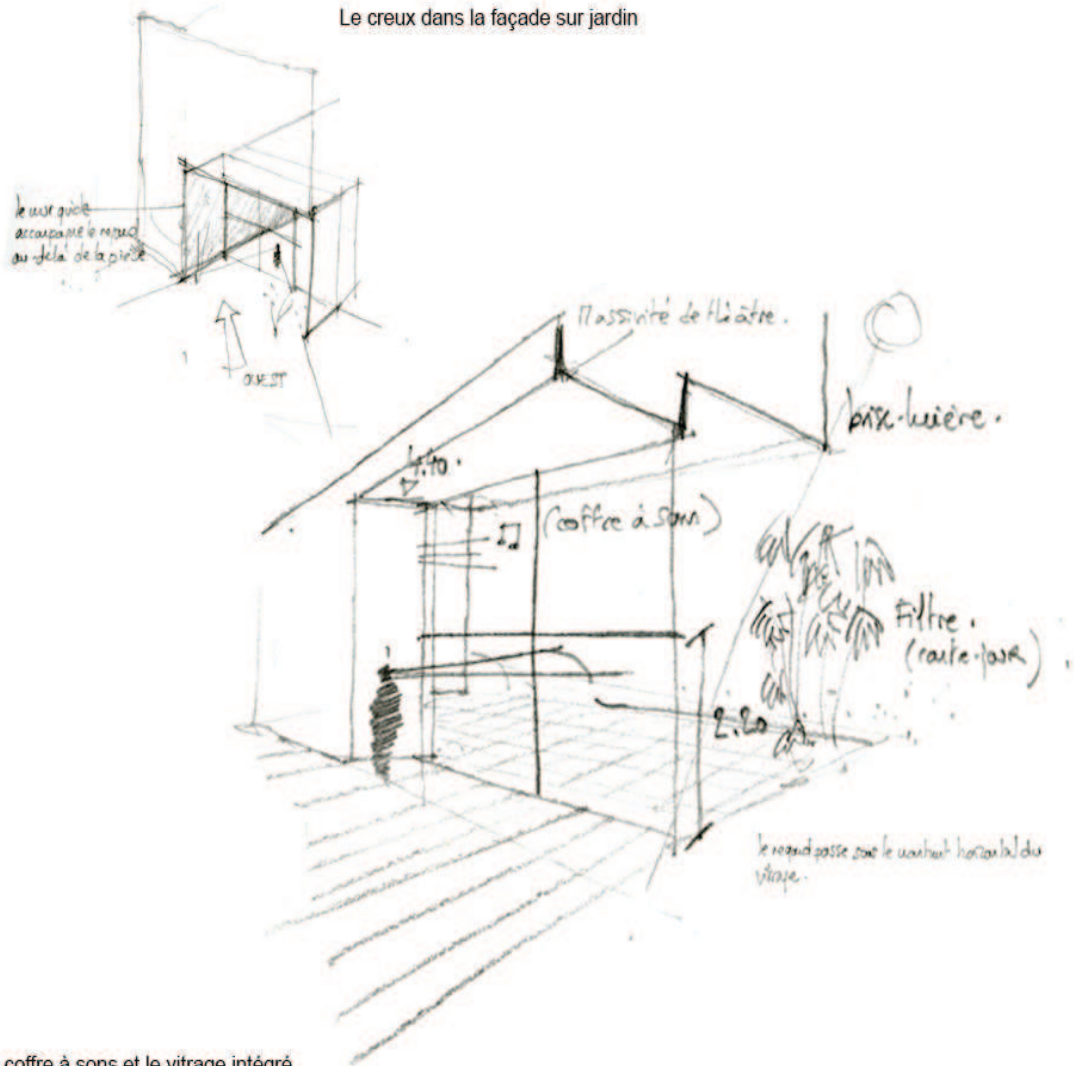 Le creux dans la façade sur jardin
le mur guide
accompagne le regard
au-delà de la pièce
OUEST
Massivité de théâtre.
brise-lumière.
4.40.
(coffre à sons)
Filtre.
2.20
le regard passe sous le montant horizontal du
vitrage.
coffre à sons et le vitrage intégré